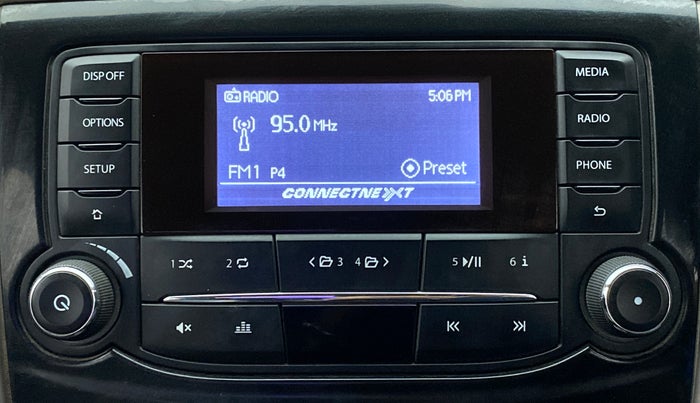 DISP OFF
OPTIONS
SETUP
RADIO 5:06 PM
95.0 MHz
FM1 P4 Preset
CONNECTNEXT
MEDIA
RADIO
PHONE
1 2 3 4 5 6 i